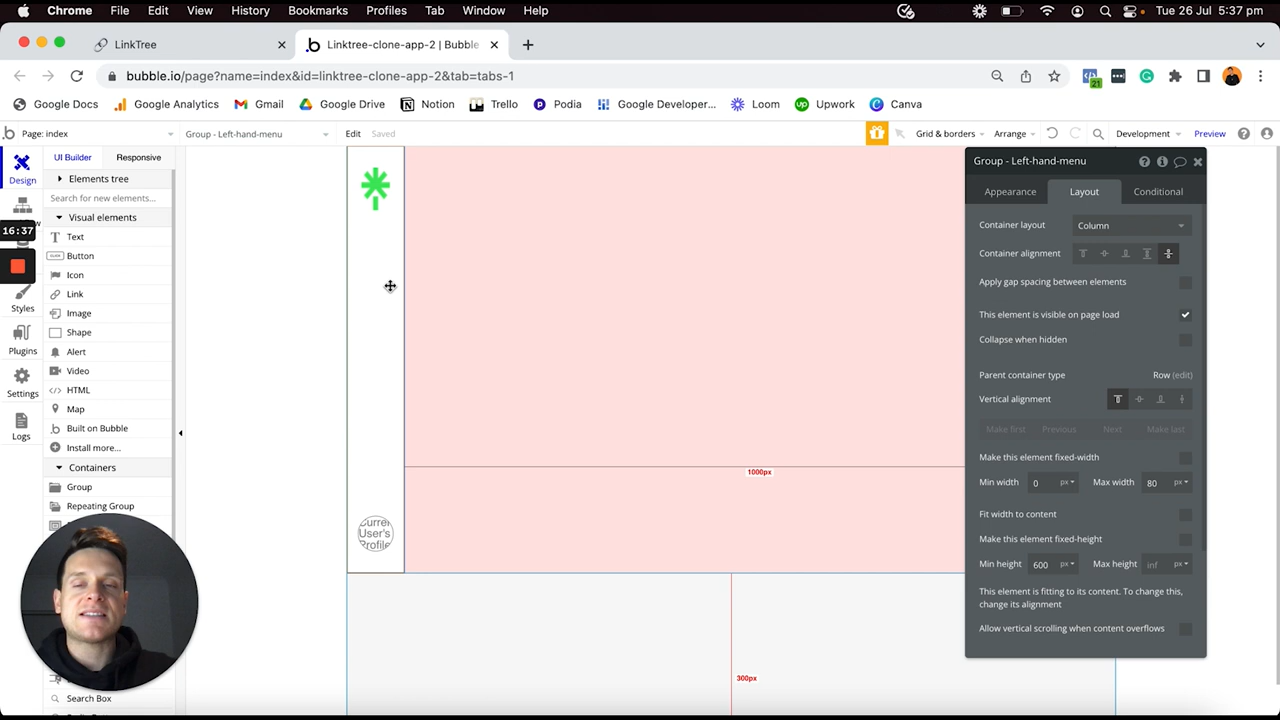 Chrome File Edit View History Bookmarks Profiles Tab Window Help Tue 26 Jul 5:37 pm
LinkTree
Linktree-clone-app-2 | Bubble
bubble.io/page?name=index&id=linktree-clone-app-2&tab=tabs-1
21
Google Docs Google Analytics Gmail Google Drive Notion Trello Podia Google Developer... Loom Upwork Canva
Page: index
Group - Left-hand-menu
Edit Saved
Grid & borders Arrange Development Preview
Design
16:37
Styles
Plugins
Settings
Logs
UI Builder Responsive
Elements tree
Search for new elements...
Visual elements
Text
CLICK Button
Icon
Link
Image
Shape
Alert
Video
</> HTML
Map
Built on Bubble
Install more...
Containers
Group
Repeating Group
Search Box
User's
Profile
1000px
300px
Group - Left-hand-menu
Appearance Layout Conditional
Container layout Column
Container alignment
Apply gap spacing between elements
This element is visible on page load
Collapse when hidden
Parent container type Row (edit)
Vertical alignment
Make first Previous Next Make last
Make this element fixed-width
Min width 0 px Max width 80 px
Fit width to content
Make this element fixed-height
Min height 600 px Max height inf px
This element is fitting to its content. To change this,
change its alignment
Allow vertical scrolling when content overflows